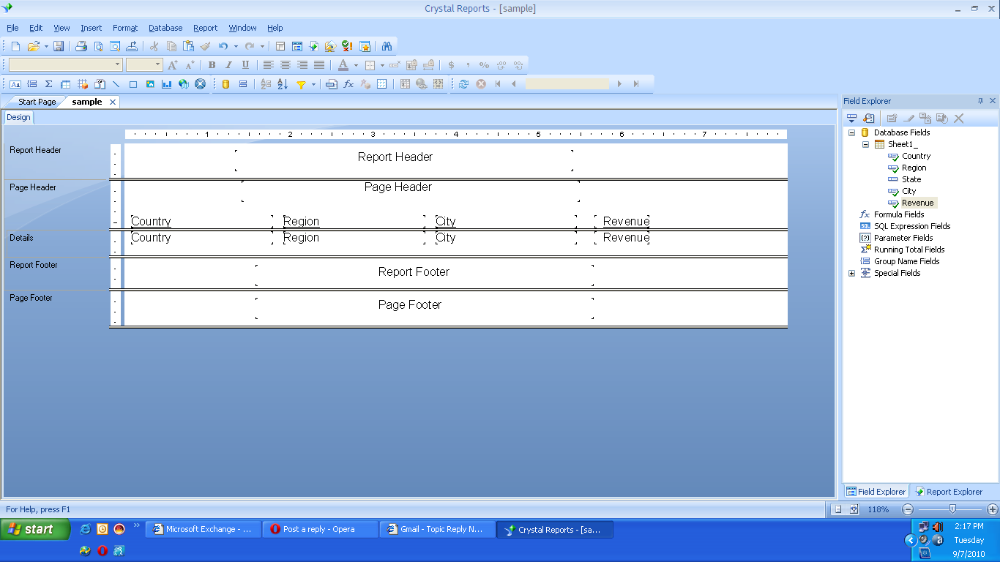 Crystal Reports - [sample]
File Edit View Insert Format Database Report Window Help
B I U $ , %
Aa Σ A Z fx
Start Page sample
Design
1 2 3 4 5 6 7
Report Header
Report Header
Page Header
Page Header
Country Region City Revenue
Details
Country Region City Revenue
Report Footer
Report Footer
Page Footer
Page Footer
Field Explorer
Database Fields
Sheet1_
Country
Region
State
City
Revenue
fx Formula Fields
SQL SQL Expression Fields
(?) Parameter Fields
Σ Running Total Fields
Group Name Fields
Special Fields
Field Explorer Report Explorer
For Help, press F1
118%
start
Microsoft Exchange - ...
Post a reply - Opera
Gmail - Topic Reply N...
Crystal Reports - [sa...
2:17 PM
Tuesday
9/7/2010